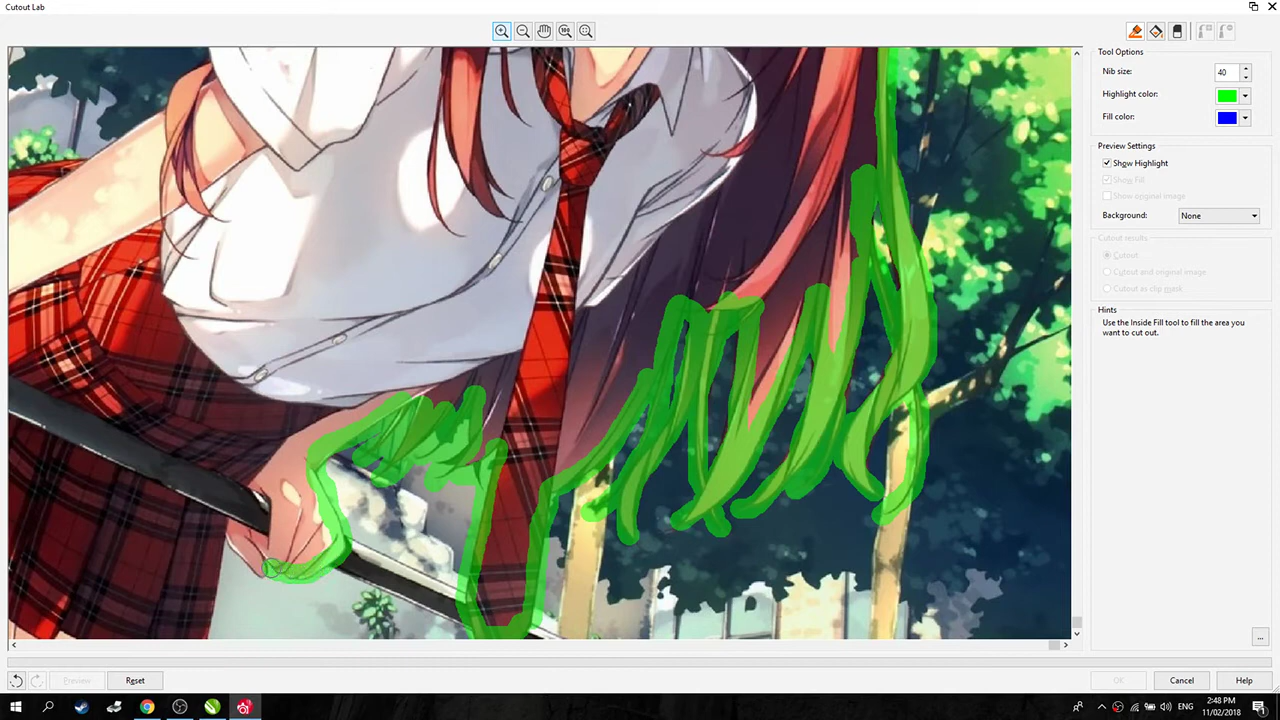 Cutout Lab
Tool Options
Nib size: 40
Highlight color:
Fill color:
Preview Settings
Show Highlight
Show Fill
Show original image
Background: None
Cutout results
Cutout
Cutout and original image
Cutout as clip mask
Hints
Use the Inside Fill tool to fill the area you
want to cut out.
...
Preview Reset OK Cancel Help
2:48 PM
11/02/2018